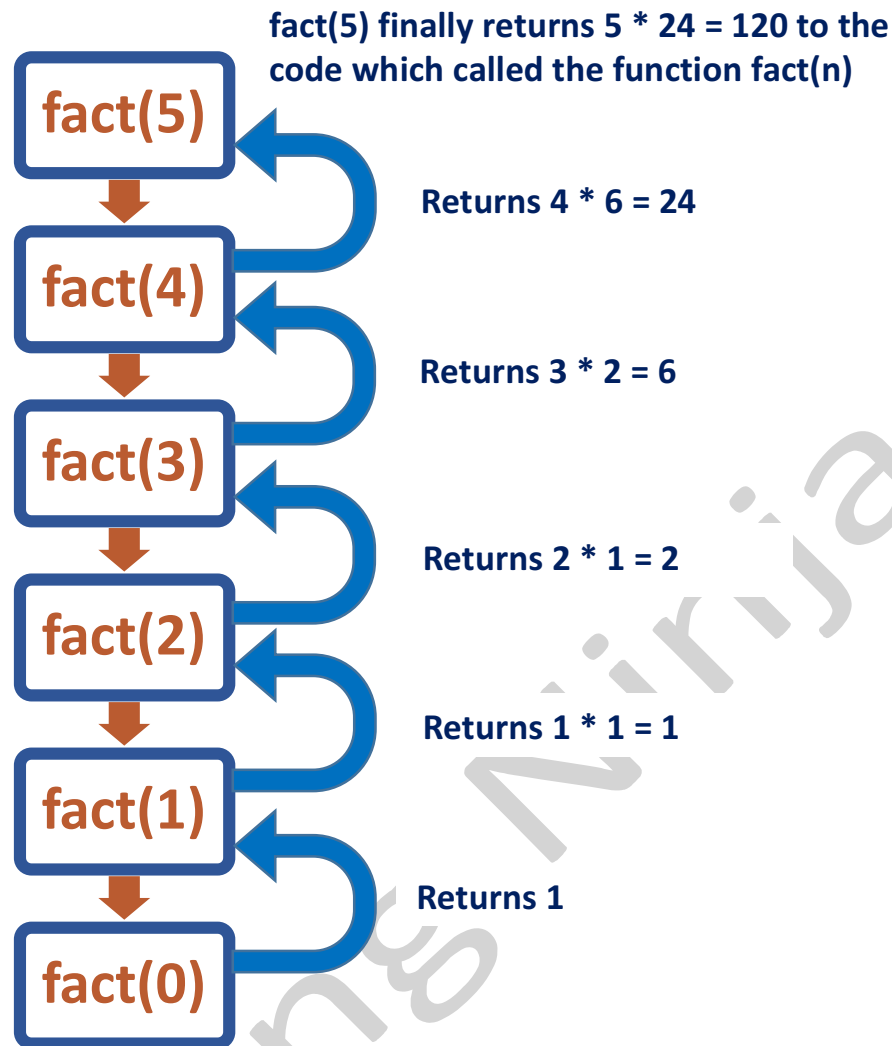 fact(5) finally returns 5 * 24 = 120 to the
code which called the function fact(n)
fact(5)
Returns 4 * 6 = 24
fact(4)
Returns 3 * 2 = 6
fact(3)
Returns 2 * 1 = 2
fact(2)
Returns 1 * 1 = 1
fact(1)
Returns 1
fact(0)
ng Ninja